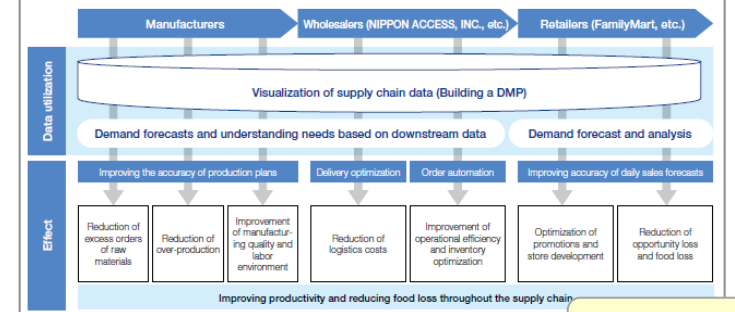 Manufacturers
Wholesalers (NIPPON ACCESS, INC., etc.)
Retailers (FamilyMart, etc.)
Data utilization
Visualization of supply chain data (Building a DMP)
Demand forecasts and understanding needs based on downstream data
Demand forecast and analysis
Effect
Improving the accuracy of production plans
Delivery optimization
Order automation
Improving accuracy of daily sales forecasts
Reduction of
excess orders
of raw
materials
Reduction of
over-production
Improvement
of manufactur-
ing quality and
labor
environment
Reduction of
logistics costs
Improvement of
operational efficiency
and inventory
optimization
Optimization of
promotions and
store development
Reduction of
opportunity loss
and food loss
Improving productivity and reducing food loss throughout the supply chain